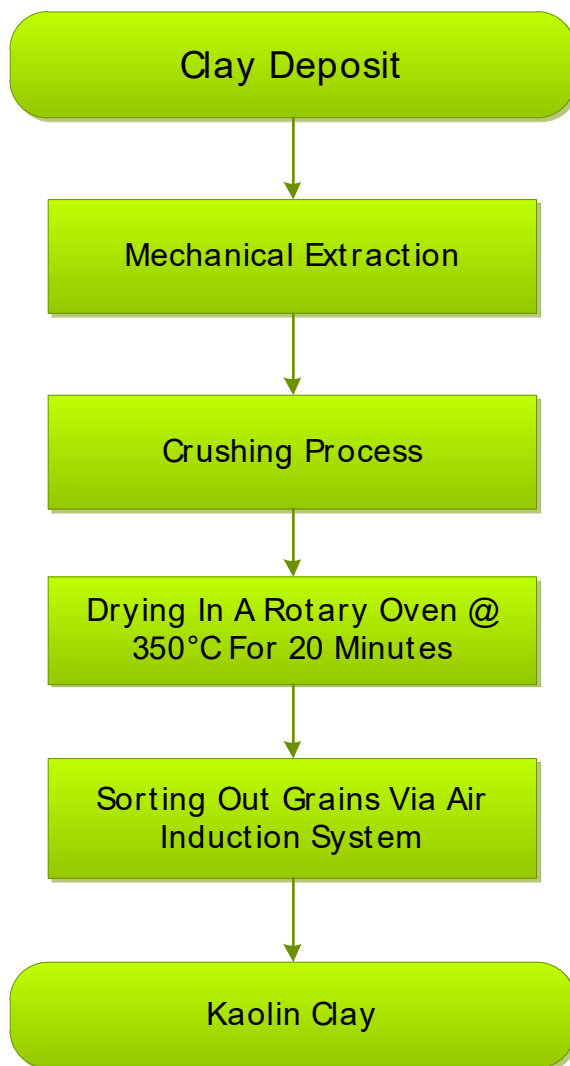 Clay Deposit
Mechanical Extraction
Crushing Process
Drying In A Rotary Oven @
350°C For 20 Minutes
Sorting Out Grains Via Air
Induction System
Kaolin Clay